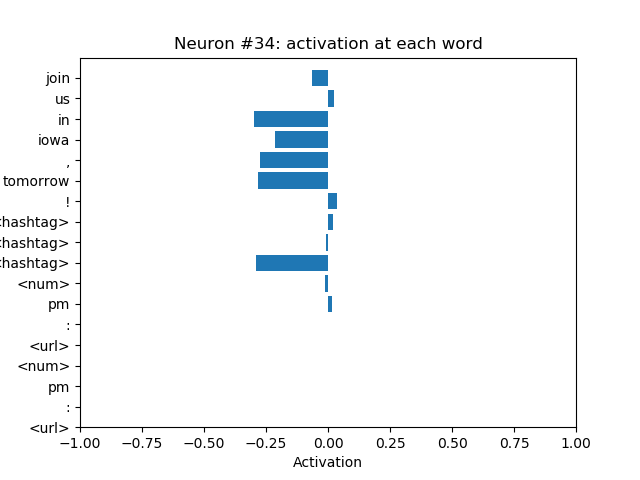 Neuron #34: activation at each word
join
us
in
iowa
,
tomorrow
!
<hashtag>
<hashtag>
<hashtag>
<num>
pm
:
<url>
<num>
pm
:
<url>
−1.00 −0.75 −0.50 −0.25 0.00 0.25 0.50 0.75 1.00
Activation